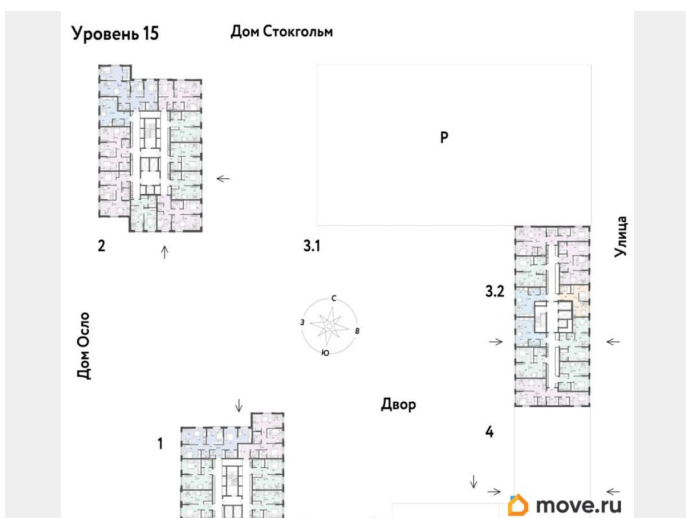 Уровень 15
Дом Стокгольм
P
Улица
2
3.1
3.2
С
З
В
Ю
Дом Осло
Двор
1
4
move.ru